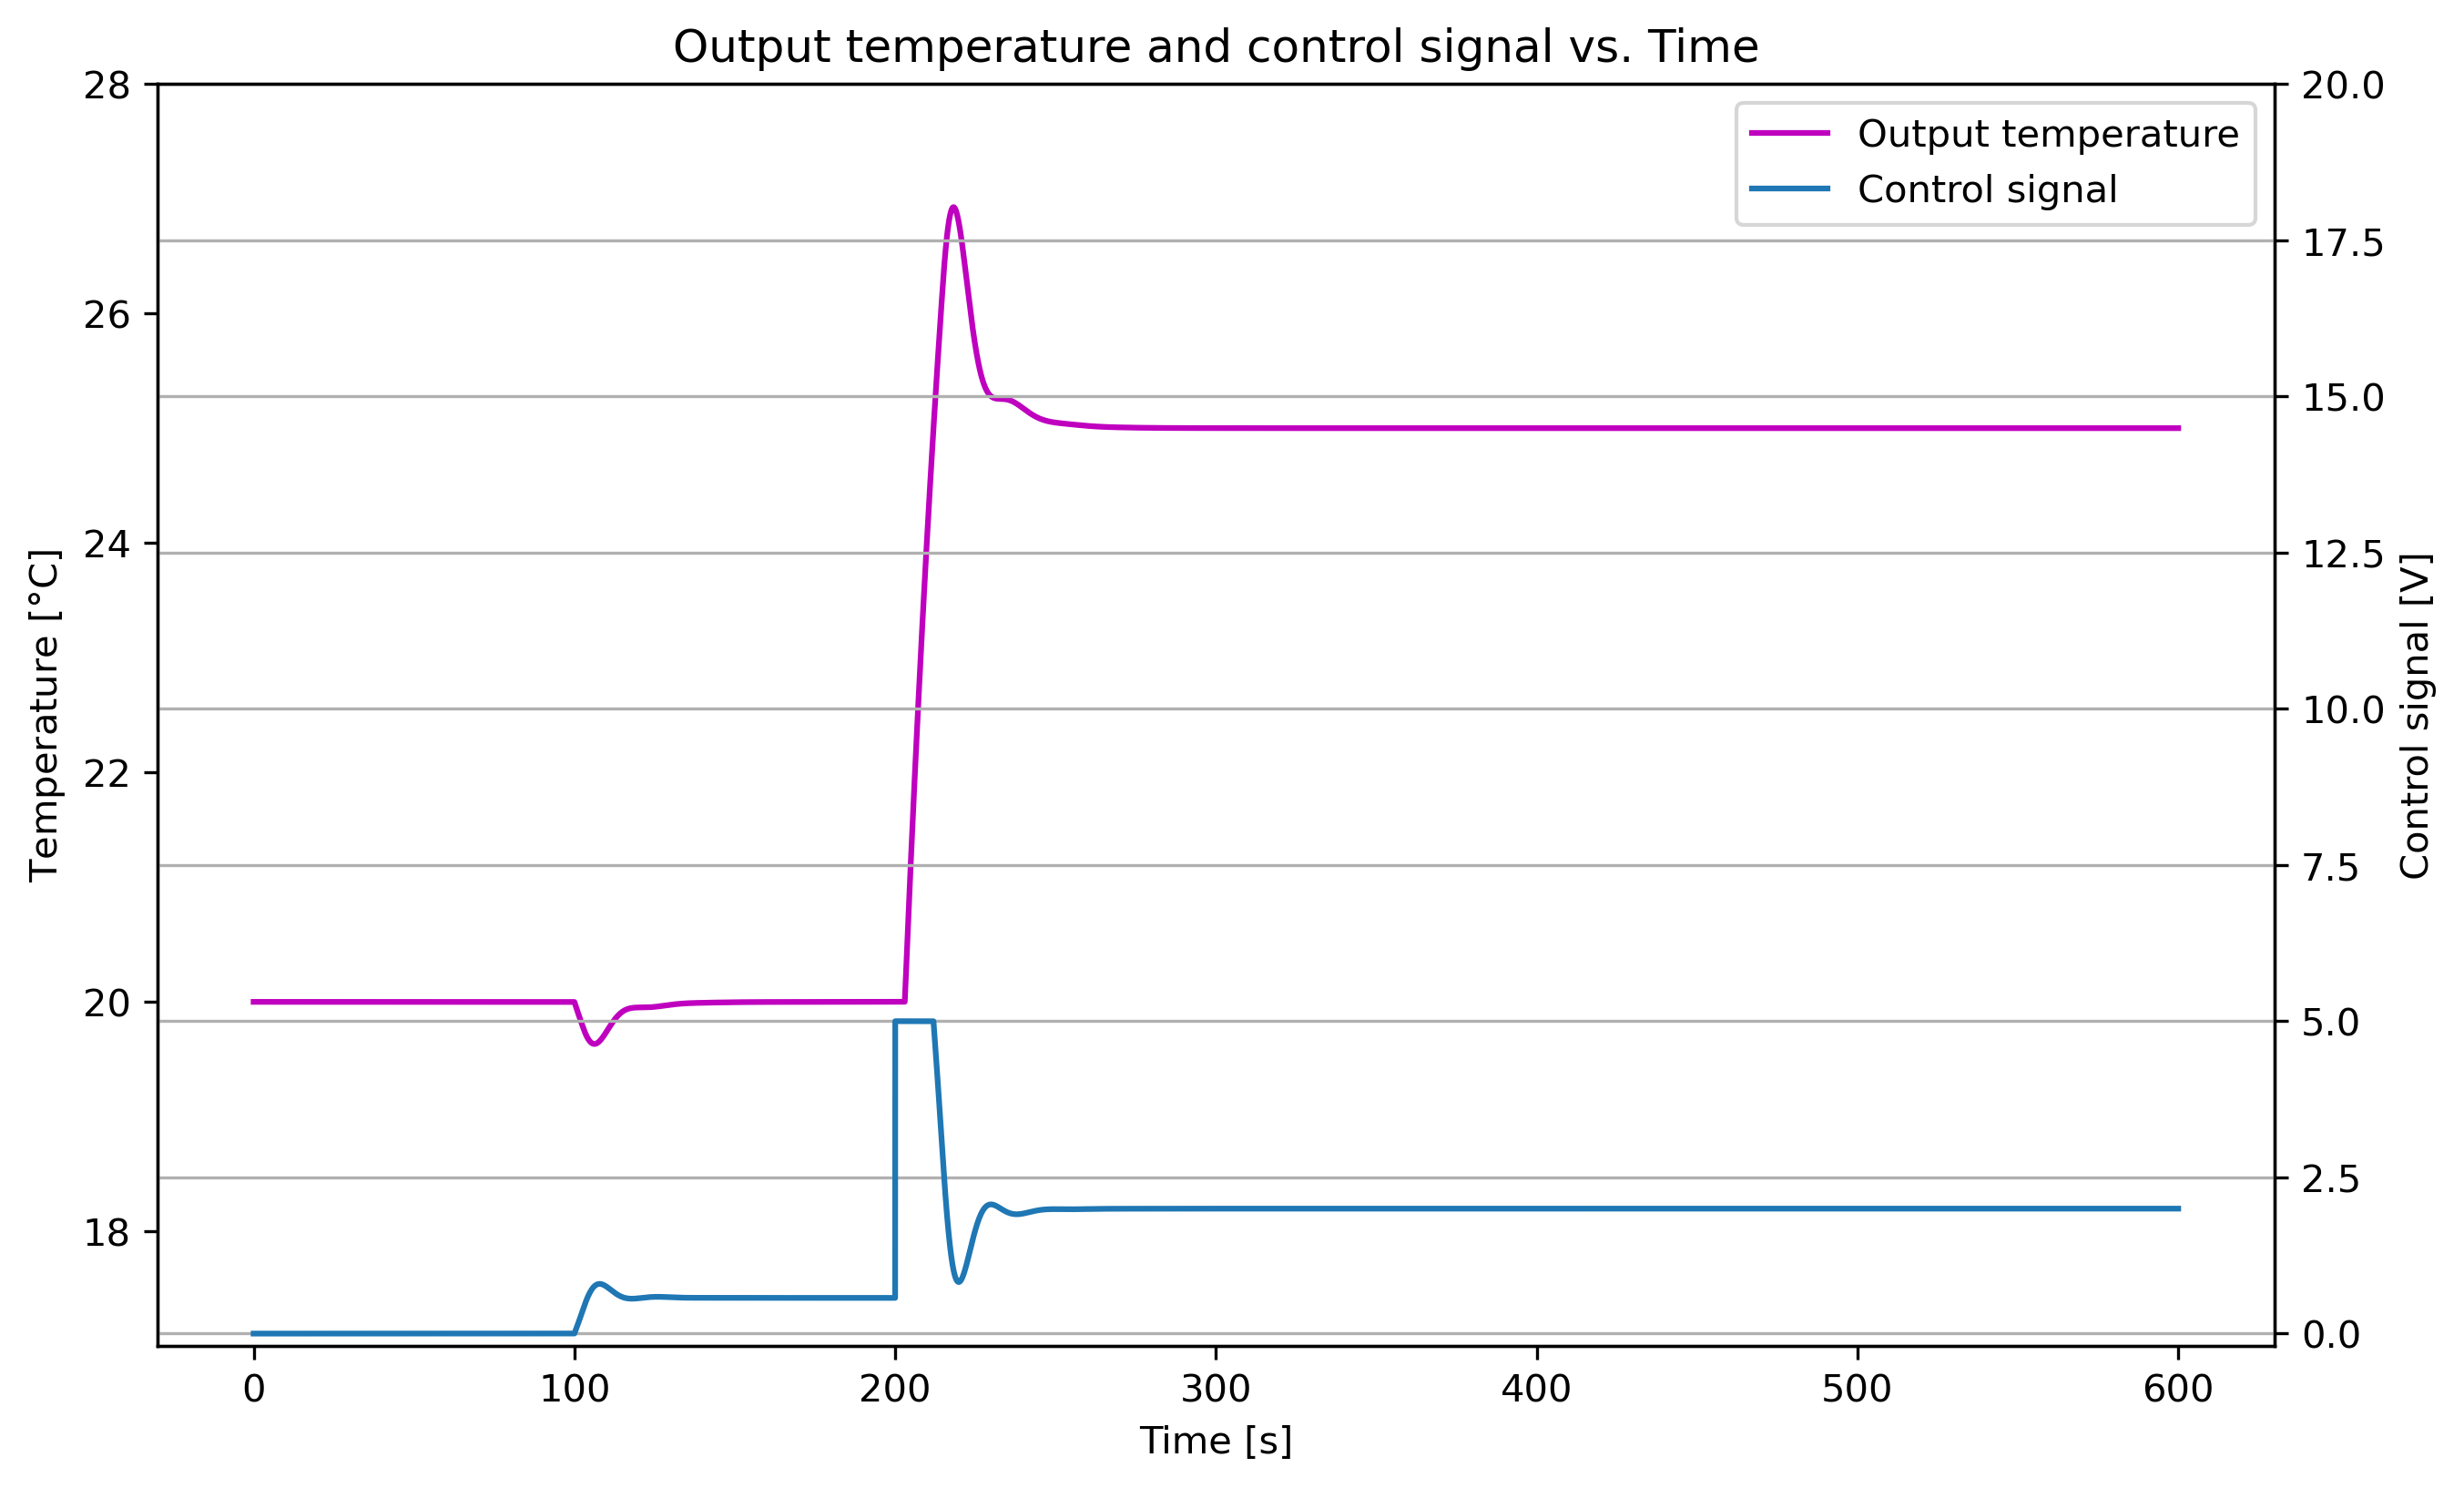 Output temperature and control signal vs. Time
Output temperature
Control signal
28
26
24
22
20
18
Temperature [°C]
20.0
17.5
15.0
12.5
10.0
7.5
5.0
2.5
0.0
Control signal [V]
0 100 200 300 400 500 600
Time [s]